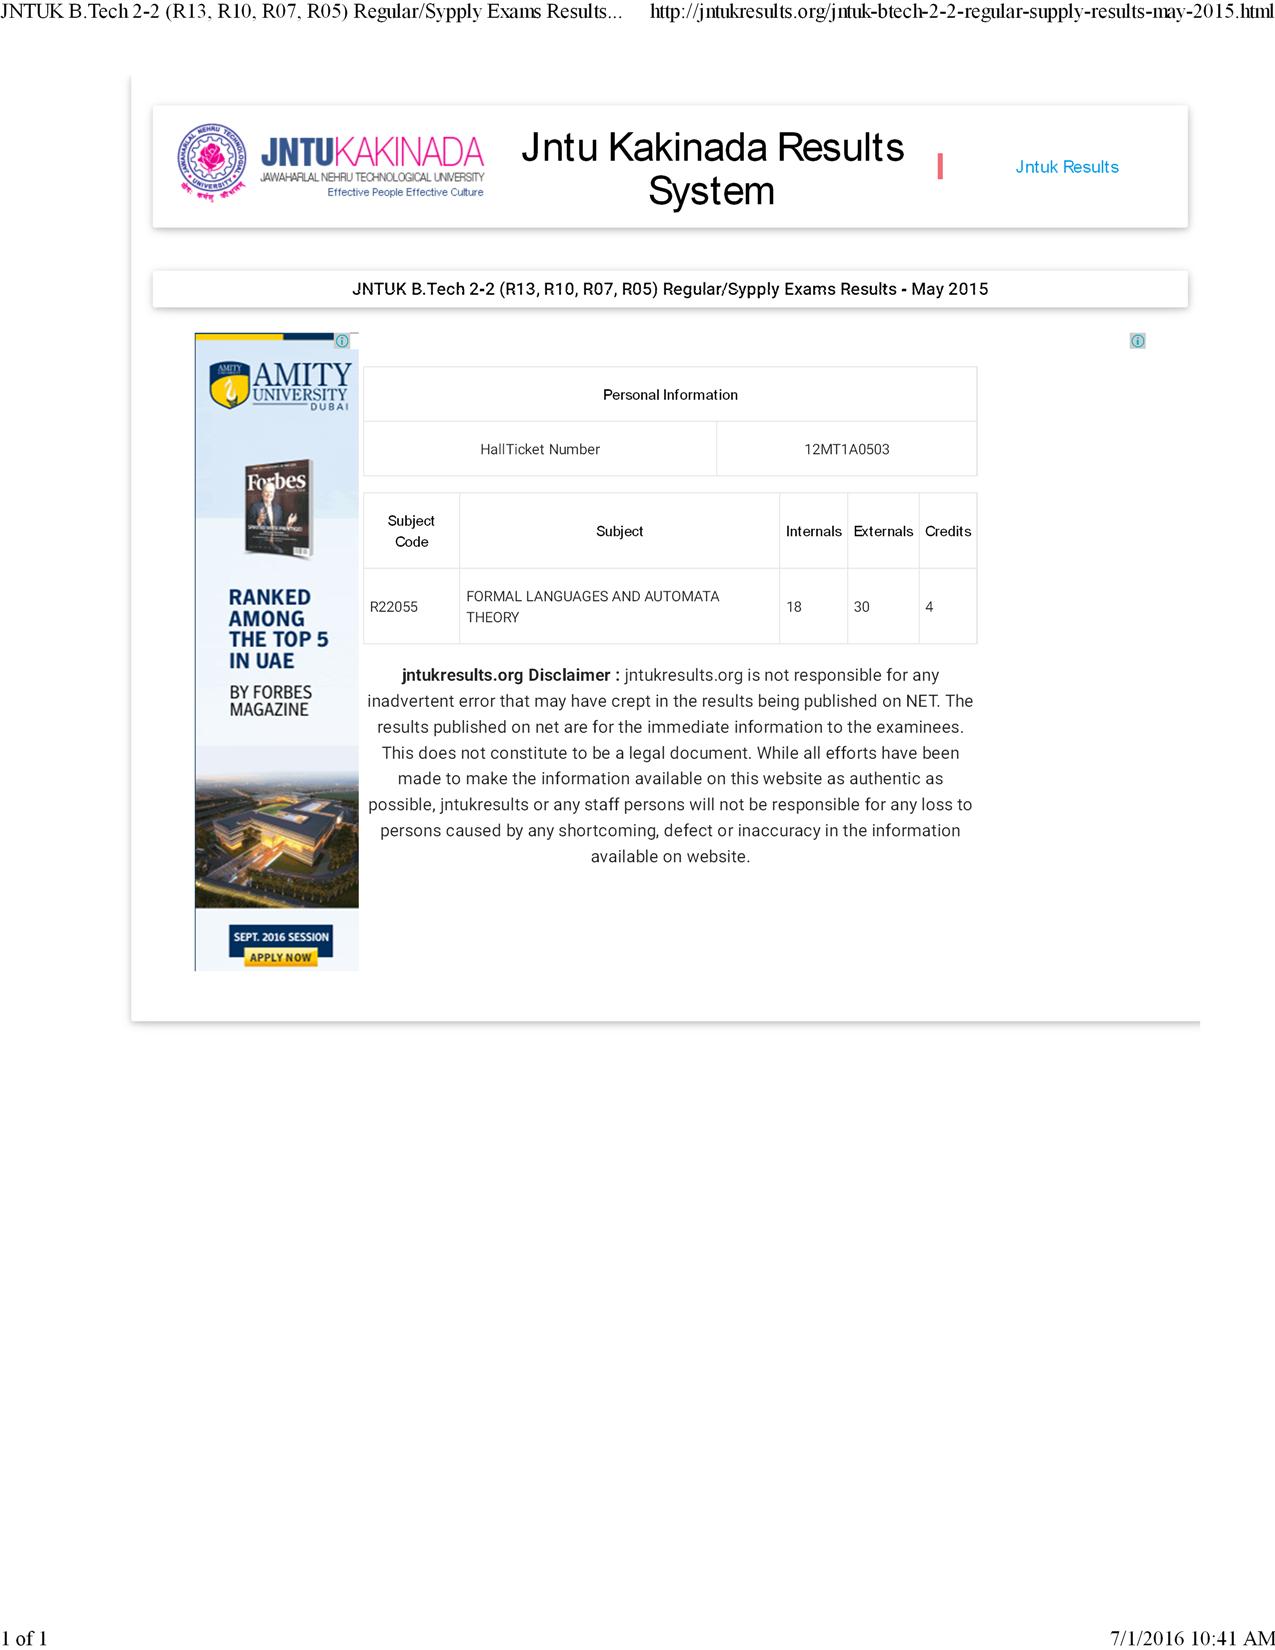 JNTUK B.Tech 2-2 (R13, R10, R07, R05) Regular/Sypply Exams Results...    http://jntukresults.org/jntuk-btech-2-2-regular-supply-results-may-2015.html
JNTUKAKINADA
JAWAHARLAL NEHRU TECHNOLOGICAL UNIVERSITY
Effective People Effective Culture
Jntu Kakinada Results
System
Jntuk Results
JNTUK B.Tech 2-2 (R13, R10, R07, R05) Regular/Sypply Exams Results - May 2015
AMITY
AMITY
UNIVERSITY
DUBAI
Forbes
RANKED
AMONG
THE TOP 5
IN UAE
BY FORBES
MAGAZINE
SEPT. 2016 SESSION
APPLY NOW
Personal Information
HallTicket Number    12MT1A0503
Subject Code    Subject    Internals    Externals    Credits
R22055    FORMAL LANGUAGES AND AUTOMATA THEORY    18    30    4
jntukresults.org Disclaimer : jntukresults.org is not responsible for any
inadvertent error that may have crept in the results being published on NET. The
results published on net are for the immediate information to the examinees.
This does not constitute to be a legal document. While all efforts have been
made to make the information available on this website as authentic as
possible, jntukresults or any staff persons will not be responsible for any loss to
persons caused by any shortcoming, defect or inaccuracy in the information
available on website.
1 of 1    7/1/2016 10:41 AM